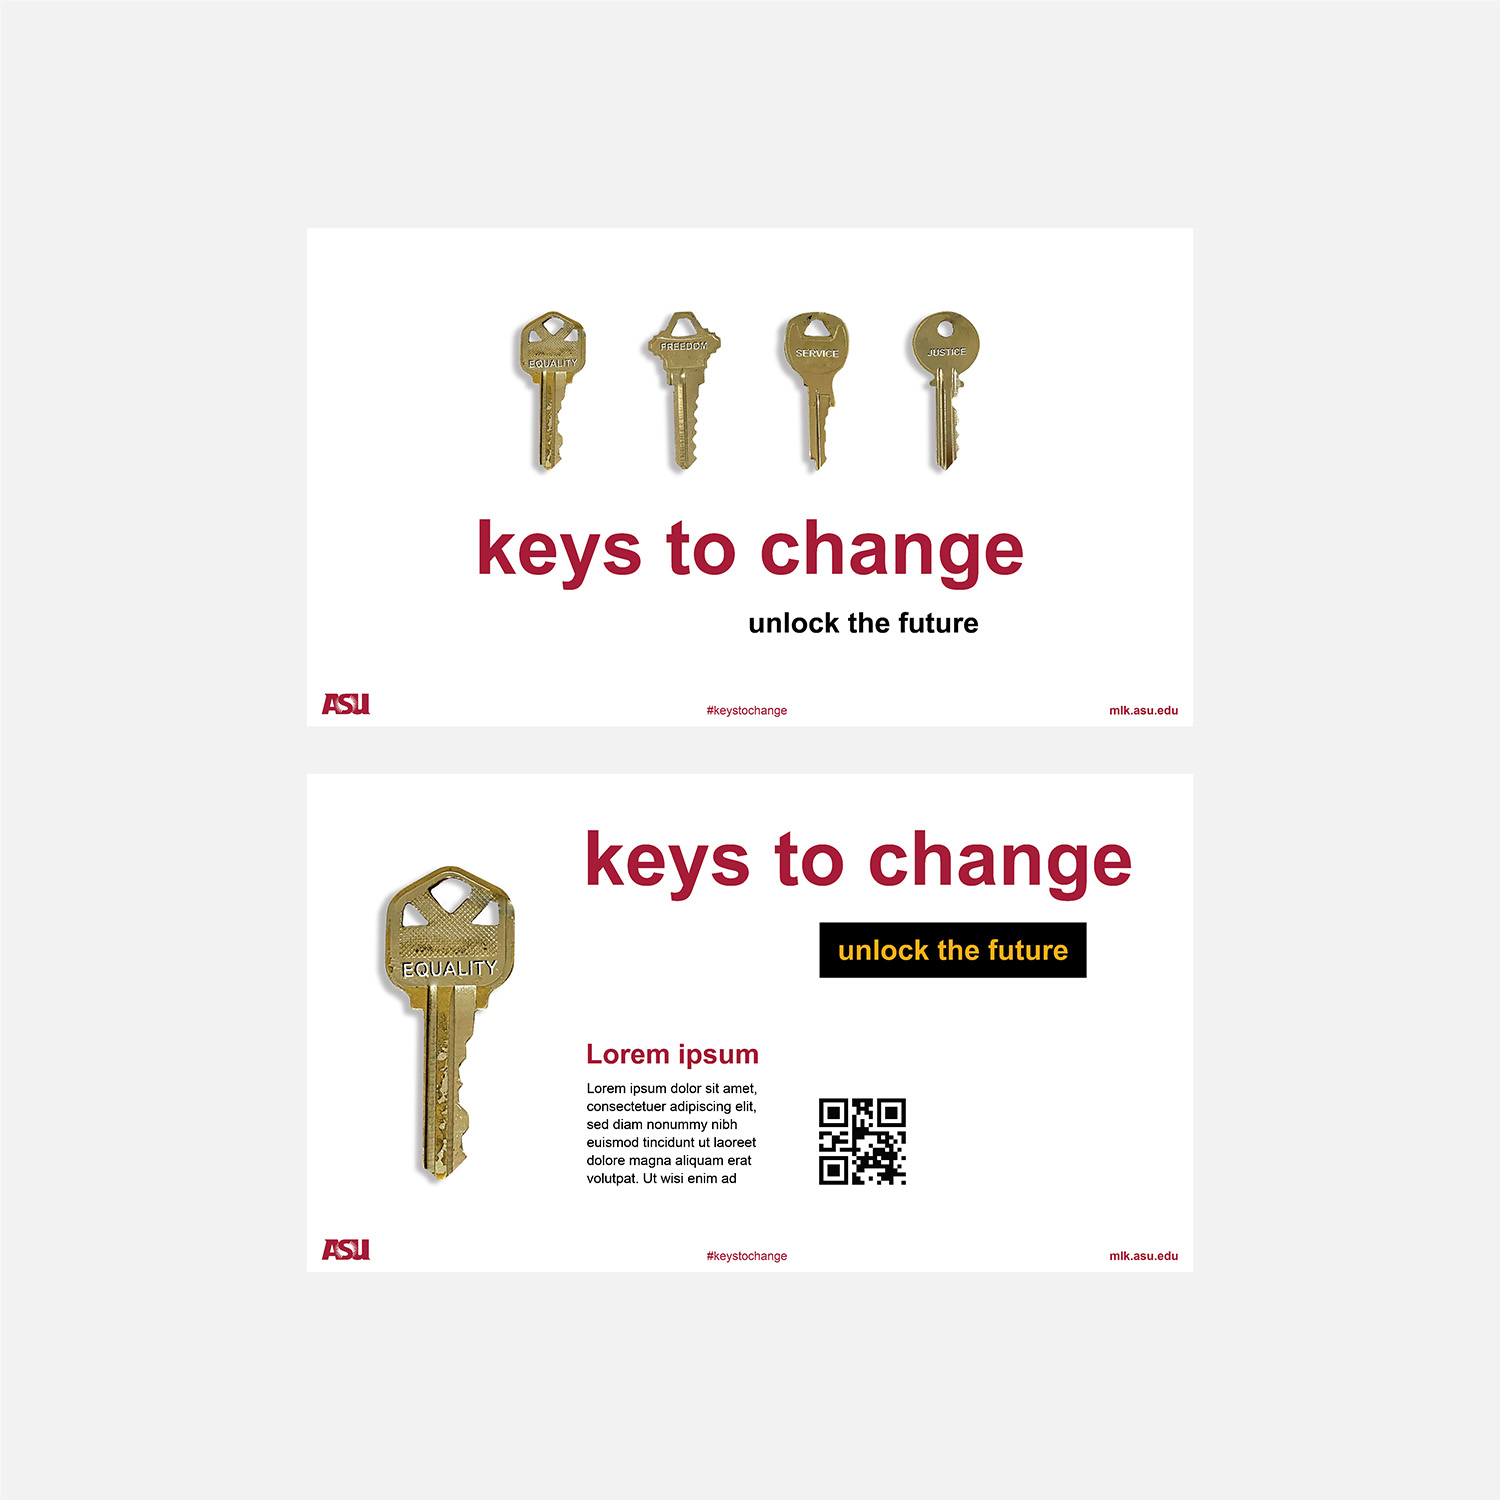 EQUALITY
FREEDOM
SERVICE
JUSTICE
keys to change
unlock the future
ASU
#keystochange
mlk.asu.edu
keys to change
unlock the future
EQUALITY
Lorem ipsum
Lorem ipsum dolor sit amet,
consectetuer adipiscing elit,
sed diam nonummy nibh
euismod tincidunt ut laoreet
dolore magna aliquam erat
volutpat. Ut wisi enim ad
ASU
#keystochange
mlk.asu.edu